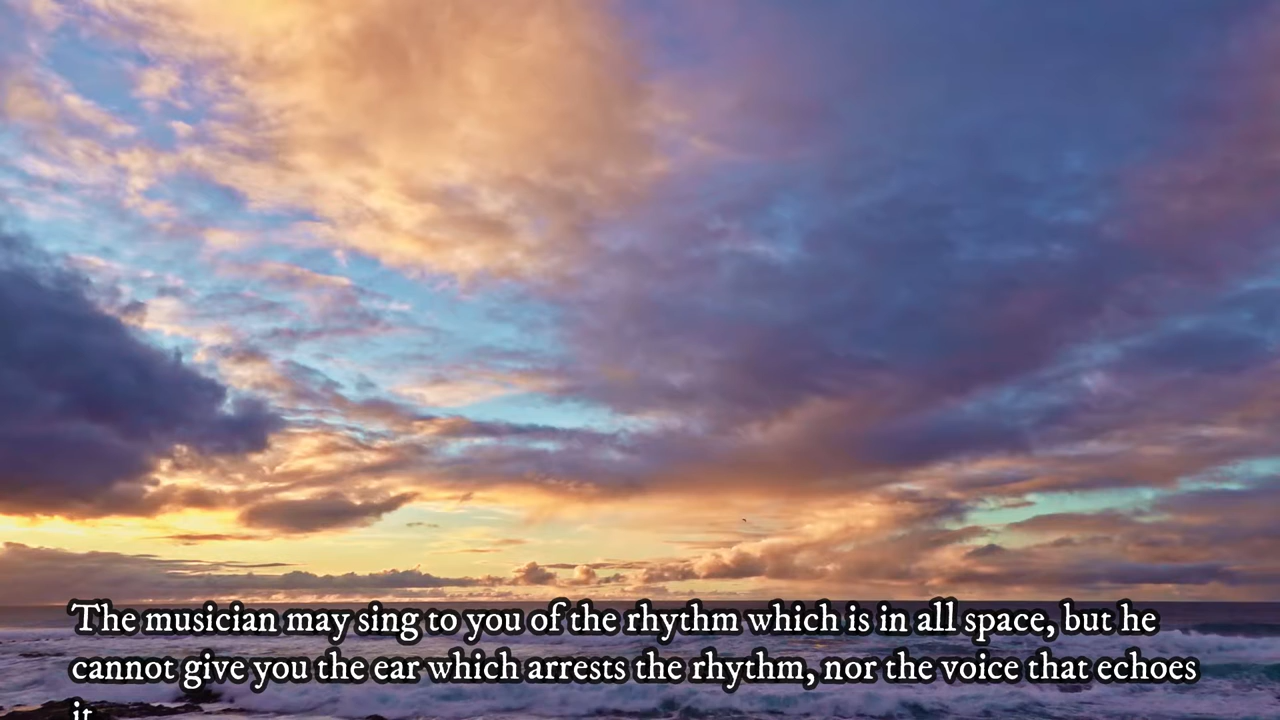 The musician may sing to you of the rhythm which is in all space, but he
cannot give you the ear which arrests the rhythm, nor the voice that echoes
it